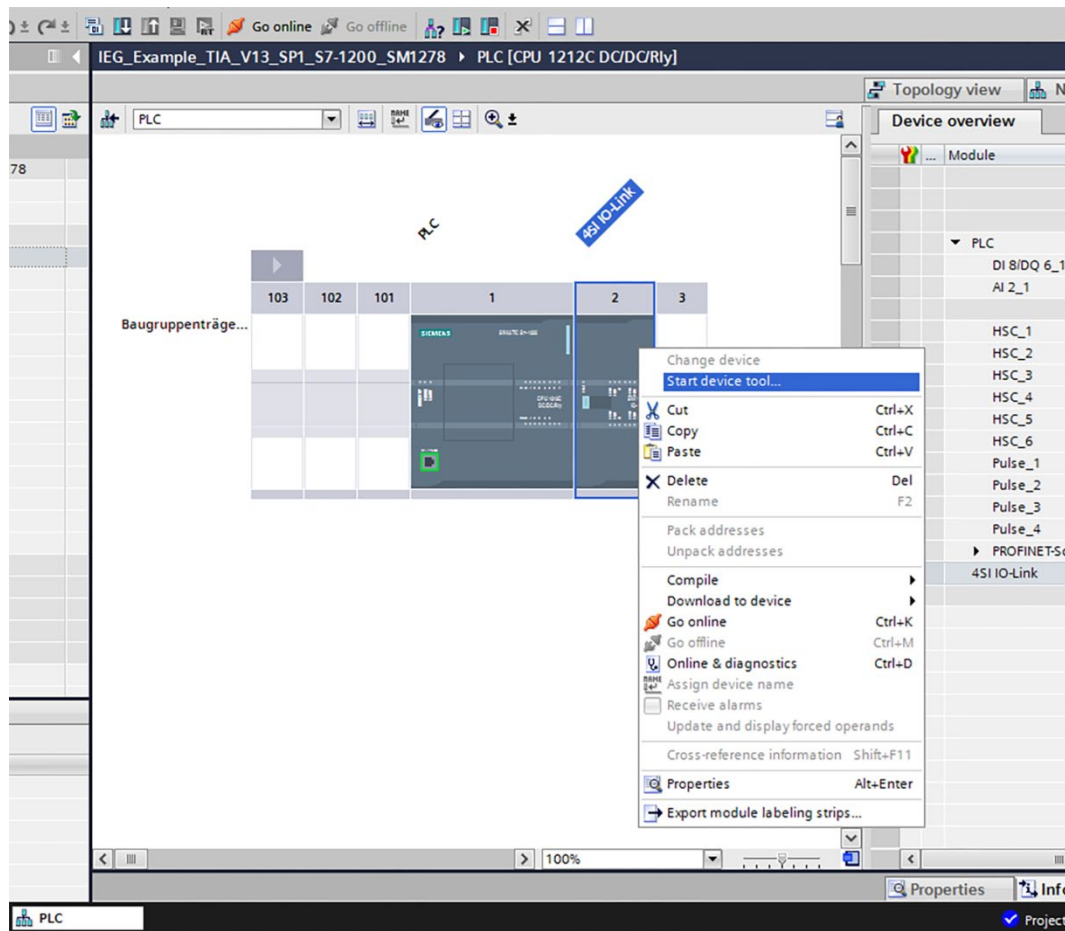 Go online Go offline
IEG_Example_TIA_V13_SP1_S7-1200_SM1278 PLC [CPU 1212C DC/DC/Rly]
Topology view N
PLC
Device overview
... Module
78
4SI IO-Link
PLC
PLC
DI 8/DQ 6_1
AI 2_1
103 102 101 1 2 3
Baugruppenträge...
SIEMENS
HSC_1
HSC_2
HSC_3
HSC_4
HSC_5
HSC_6
Pulse_1
Pulse_2
Pulse_3
Pulse_4
PROFINET-Sc
4SI IO-Link
Change device
Start device tool...
Cut Ctrl+X
Copy Ctrl+C
Paste Ctrl+V
Delete Del
Rename F2
Pack addresses
Unpack addresses
Compile
Download to device
Go online Ctrl+K
Go offline Ctrl+M
Online & diagnostics Ctrl+D
Assign device name
Receive alarms
Update and display forced operands
Cross-reference information Shift+F11
Properties Alt+Enter
Export module labeling strips...
100%
Properties Info
PLC
Project